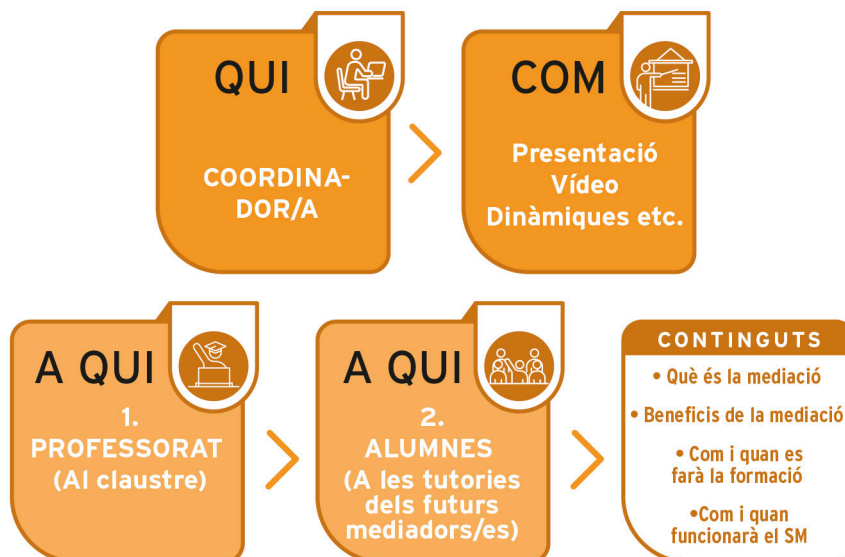 QUI
COORDINA-
DOR/A
COM
Presentació
Vídeo
Dinàmiques etc.
A QUI
1.
PROFESSORAT
(Al claustre)
A QUI
2.
ALUMNES
(A les tutories
dels futurs
mediadors/es)
CONTINGUTS
• Què és la mediació
• Beneficis de la mediació
• Com i quan es
farà la formació
•Com i quan
funcionarà el SM